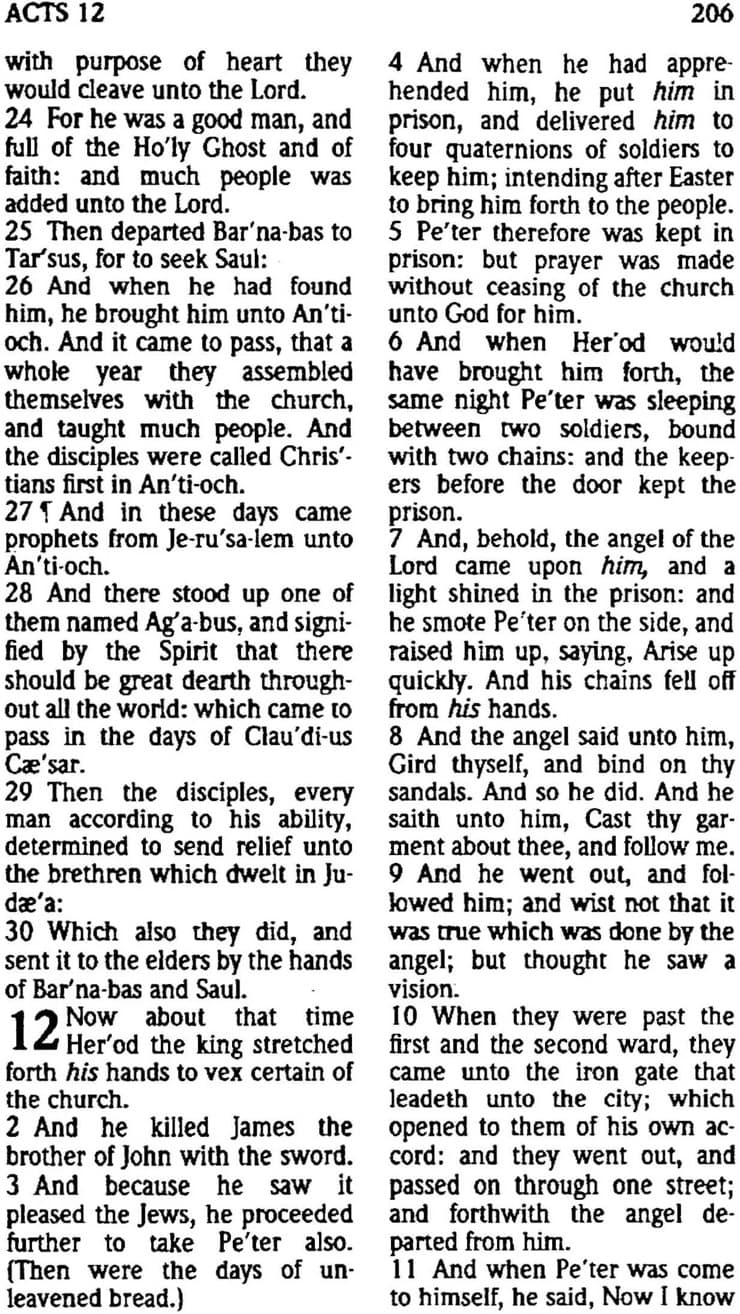 ACTS 12
206
with purpose of heart they
would cleave unto the Lord.
24 For he was a good man, and
full of the Ho'ly Ghost and of
faith: and much people was
added unto the Lord.
25 Then departed Bar'na-bas to
Tar'sus, for to seek Saul:
26 And when he had found
him, he brought him unto An'ti-
och. And it came to pass, that a
whole year they assembled
themselves with the church,
and taught much people. And
the disciples were called Chris'-
tians first in An'ti-och.
27 ¶ And in these days came
prophets from Je-ru'sa-lem unto
An'ti-och.
28 And there stood up one of
them named Ag'a-bus, and signi-
fied by the Spirit that there
should be great dearth through-
out all the world: which came to
pass in the days of Clau'di-us
Cæ'sar.
29 Then the disciples, every
man according to his ability,
determined to send relief unto
the brethren which dwelt in Ju-
dæ'a:
30 Which also they did, and
sent it to the elders by the hands
of Bar'na-bas and Saul.
12 Now about that time
Her'od the king stretched
forth his hands to vex certain of
the church.
2 And he killed James the
brother of John with the sword.
3 And because he saw it
pleased the Jews, he proceeded
further to take Pe'ter also.
(Then were the days of un-
leavened bread.)
4 And when he had appre-
hended him, he put him in
prison, and delivered him to
four quaternions of soldiers to
keep him; intending after Easter
to bring him forth to the people.
5 Pe'ter therefore was kept in
prison: but prayer was made
without ceasing of the church
unto God for him.
6 And when Her'od would
have brought him forth, the
same night Pe'ter was sleeping
between two soldiers, bound
with two chains: and the keep-
ers before the door kept the
prison.
7 And, behold, the angel of the
Lord came upon him, and a
light shined in the prison: and
he smote Pe'ter on the side, and
raised him up, saying, Arise up
quickly. And his chains fell off
from his hands.
8 And the angel said unto him,
Gird thyself, and bind on thy
sandals. And so he did. And he
saith unto him, Cast thy gar-
ment about thee, and follow me.
9 And he went out, and fol-
lowed him; and wist not that it
was true which was done by the
angel; but thought he saw a
vision.
10 When they were past the
first and the second ward, they
came unto the iron gate that
leadeth unto the city; which
opened to them of his own ac-
cord: and they went out, and
passed on through one street;
and forthwith the angel de-
parted from him.
11 And when Pe'ter was come
to himself, he said, Now I know